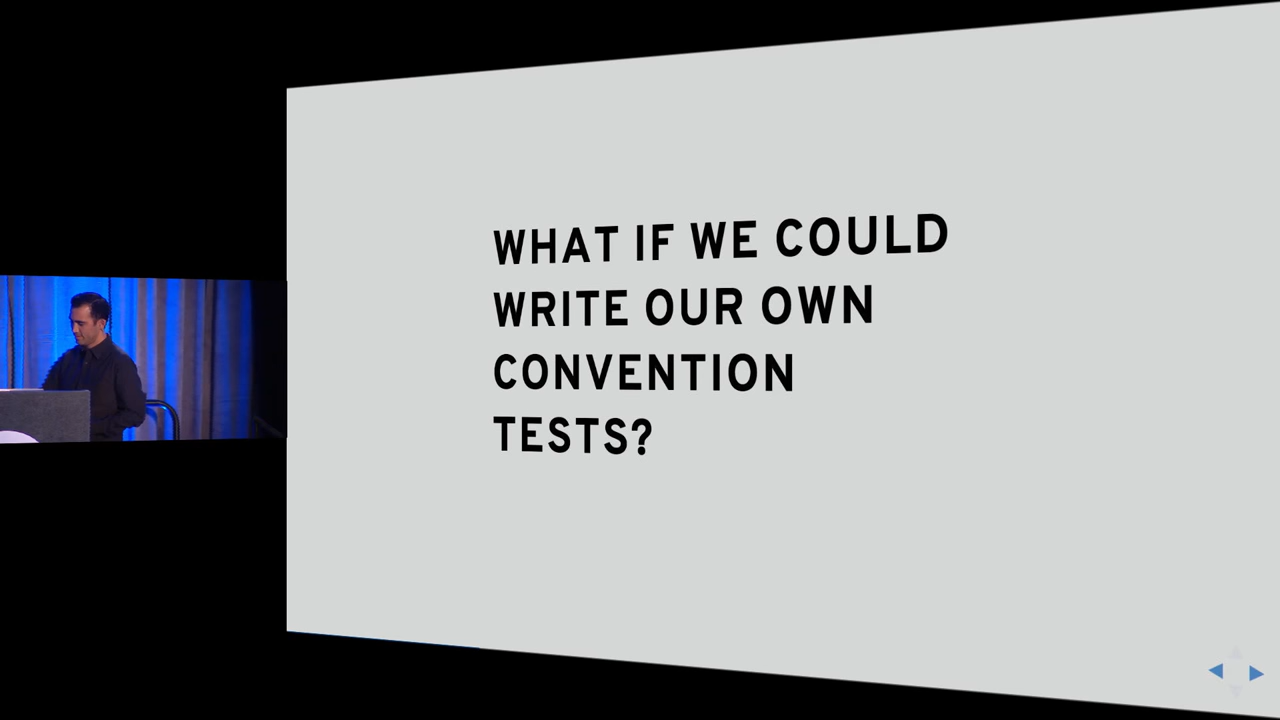 WHAT IF WE COULD
WRITE OUR OWN
CONVENTION
TESTS?